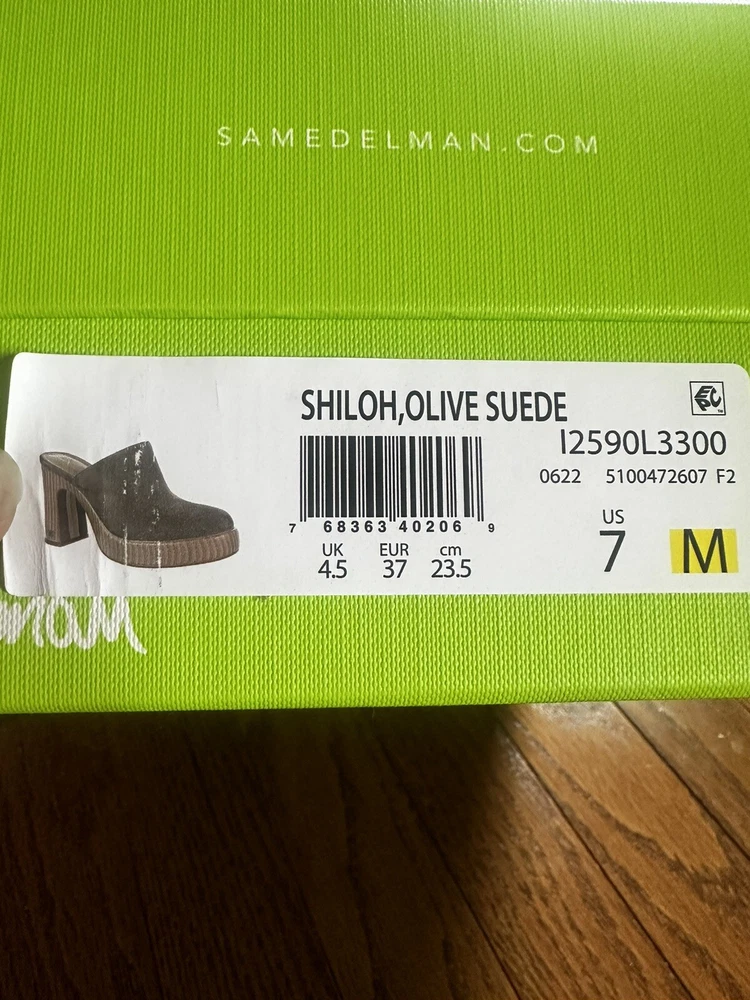 SAMEDELMAN.COM
SHILOH,OLIVE SUEDE
EPC
I2590L3300
0622 5100472607 F2
7 68363 40206 9
UK EUR cm
4.5 37 23.5
US
7 M